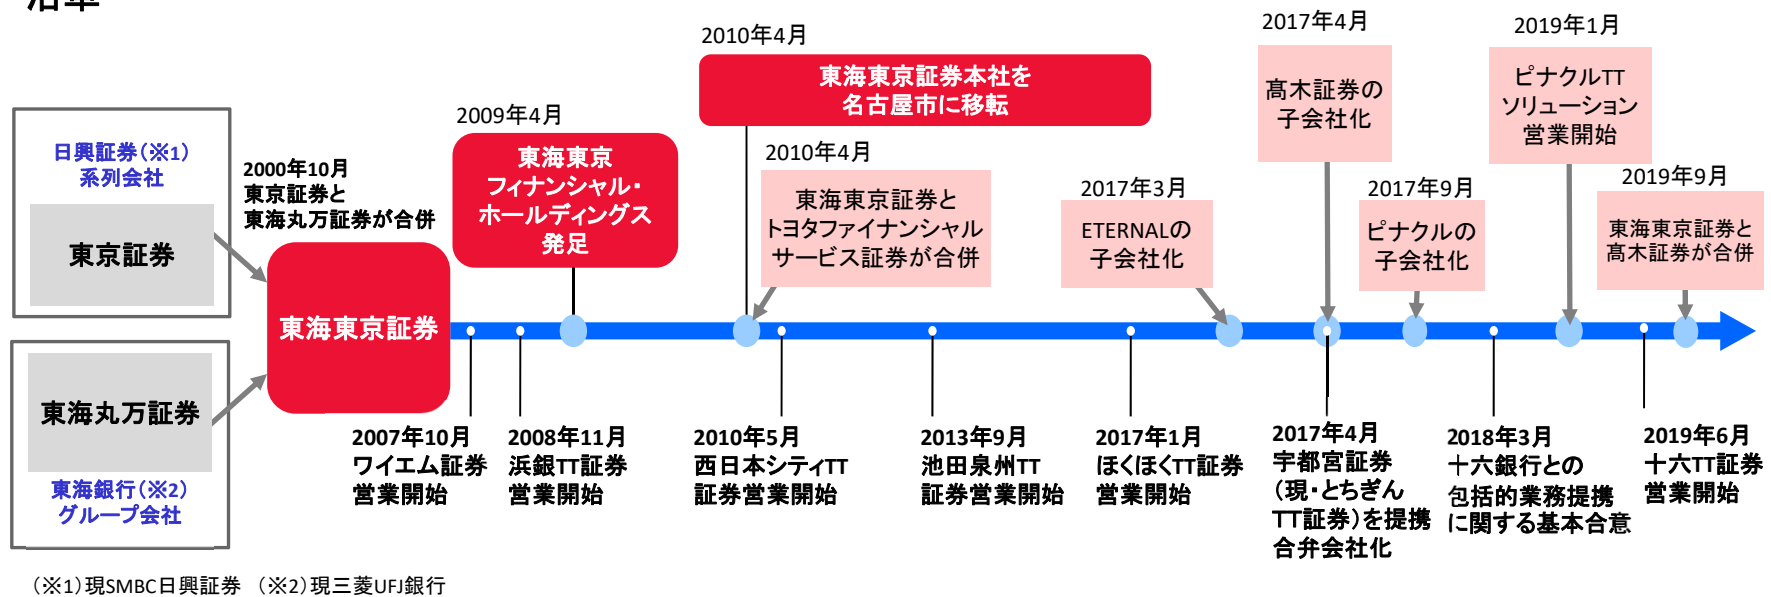 沿革
日興証券(※1)
系列会社
東京証券
東海丸万証券
東海銀行(※2)
グループ会社
2000年10月
東京証券と
東海丸万証券が合併
東海東京証券
2009年4月
東海東京
フィナンシャル・
ホールディングス
発足
2010年4月
東海東京証券本社を
名古屋市に移転
2010年4月
東海東京証券と
トヨタファイナンシャル
サービス証券が合併
2017年3月
ETERNALの
子会社化
2017年4月
髙木証券の
子会社化
2017年9月
ピナクルの
子会社化
2019年1月
ピナクルTT
ソリューション
営業開始
2019年9月
東海東京証券と
髙木証券が合併
2007年10月
ワイエム証券
営業開始
2008年11月
浜銀TT証券
営業開始
2010年5月
西日本シティTT
証券営業開始
2013年9月
池田泉州TT
証券営業開始
2017年1月
ほくほくTT証券
営業開始
2017年4月
宇都宮証券
(現・とちぎん
TT証券)を提携
合弁会社化
2018年3月
十六銀行との
包括的業務提携
に関する基本合意
2019年6月
十六TT証券
営業開始
(※1)現SMBC日興証券 (※2)現三菱UFJ銀行